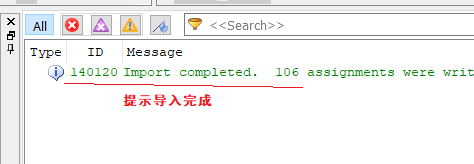 All
<<Search>>
Type ID Message
140120 Import completed. 106 assignments were writ
提示导入完成